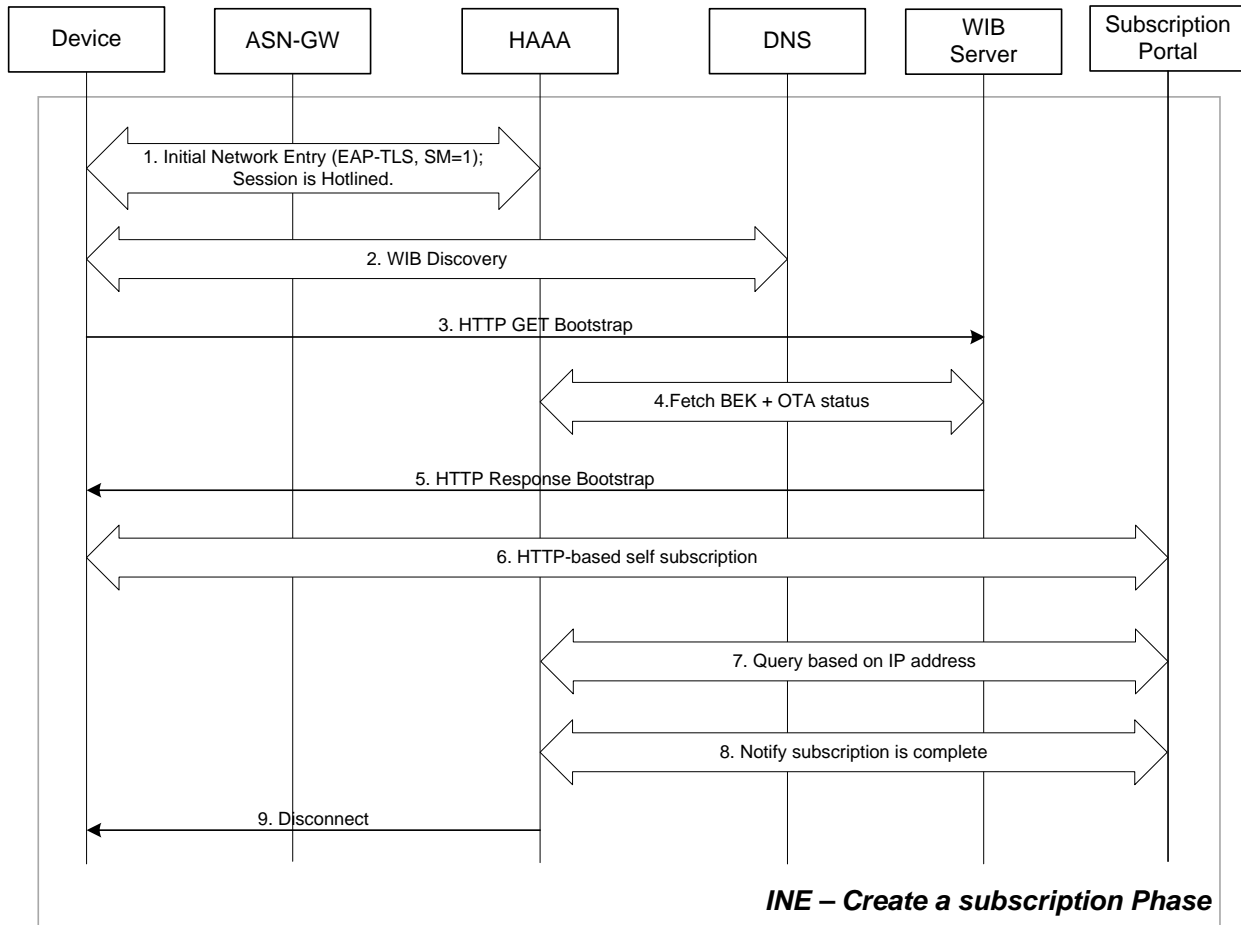 Device
ASN-GW
HAAA
DNS
WIB
Server
Subscription
Portal
1. Initial Network Entry (EAP-TLS, SM=1);
Session is Hotlined.
2. WIB Discovery
3. HTTP GET Bootstrap
4.Fetch BEK + OTA status
5. HTTP Response Bootstrap
6. HTTP-based self subscription
7. Query based on IP address
8. Notify subscription is complete
9. Disconnect
INE – Create a subscription Phase